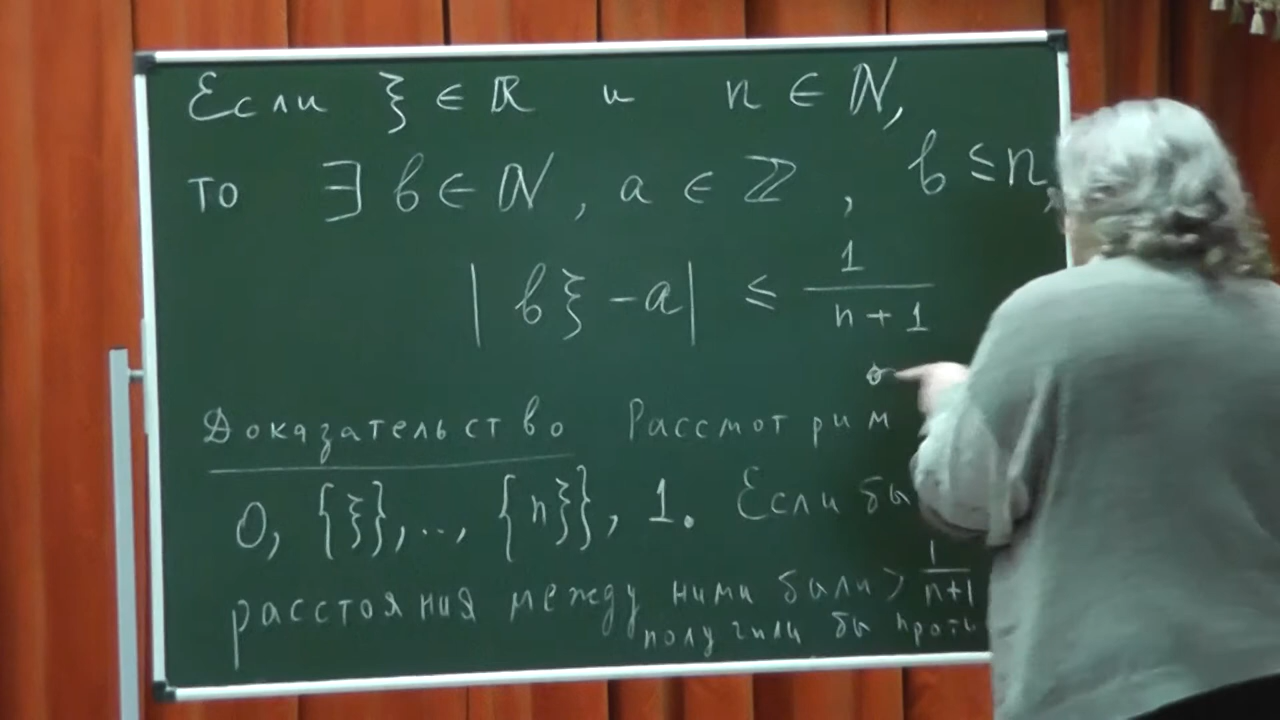 Если ξ ∈ ℝ и n ∈ ℕ,
то ∃ b ∈ ℕ, a ∈ ℤ, b ≤ n,
| bξ - a | ≤ 1/(n+1)
Доказательство Рассмотрим
0, {ξ},..., {nξ}, 1. Если бы
расстояния между ними были > 1/(n+1)
получили бы проти